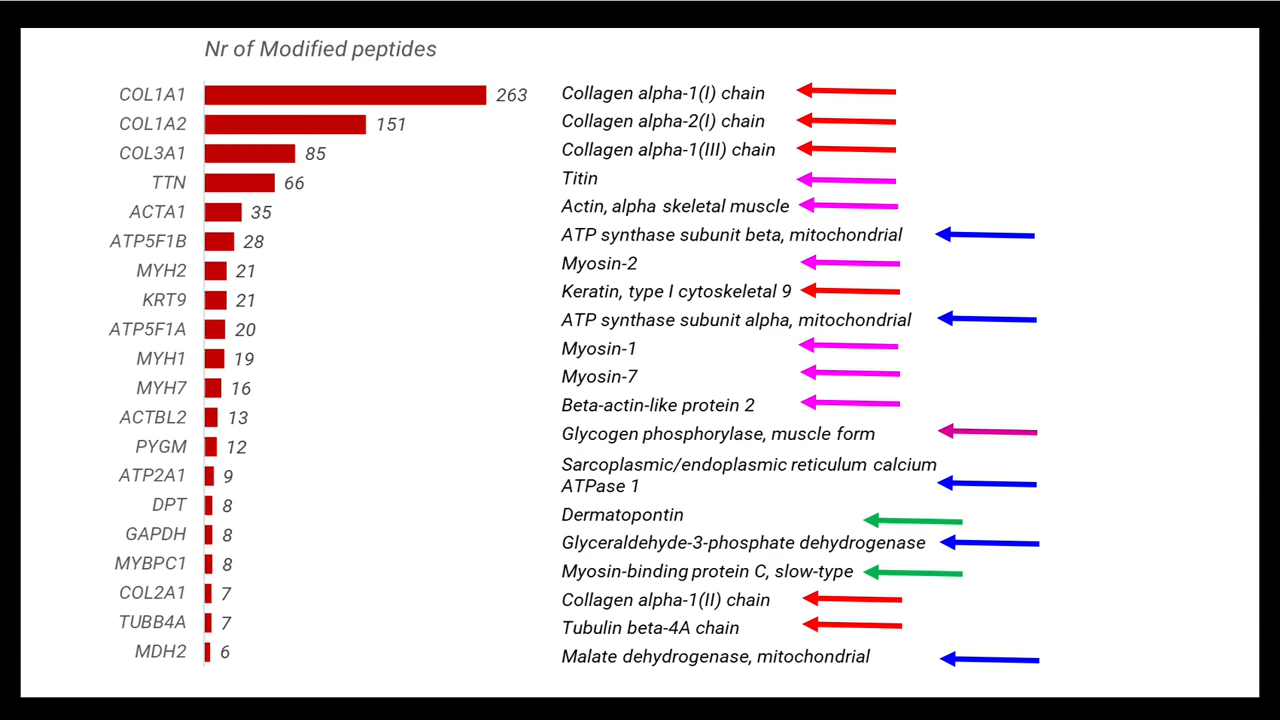 Nr of Modified peptides
COL1A1 263 Collagen alpha-1(I) chain
COL1A2 151 Collagen alpha-2(I) chain
COL3A1 85 Collagen alpha-1(III) chain
TTN 66 Titin
ACTA1 35 Actin, alpha skeletal muscle
ATP5F1B 28 ATP synthase subunit beta, mitochondrial
MYH2 21 Myosin-2
KRT9 21 Keratin, type I cytoskeletal 9
ATP5F1A 20 ATP synthase subunit alpha, mitochondrial
MYH1 19 Myosin-1
MYH7 16 Myosin-7
ACTBL2 13 Beta-actin-like protein 2
PYGM 12 Glycogen phosphorylase, muscle form
ATP2A1 9 Sarcoplasmic/endoplasmic reticulum calcium
ATPase 1
DPT 8 Dermatopontin
GAPDH 8 Glyceraldehyde-3-phosphate dehydrogenase
MYBPC1 8 Myosin-binding protein C, slow-type
COL2A1 7 Collagen alpha-1(II) chain
TUBB4A 7 Tubulin beta-4A chain
MDH2 6 Malate dehydrogenase, mitochondrial